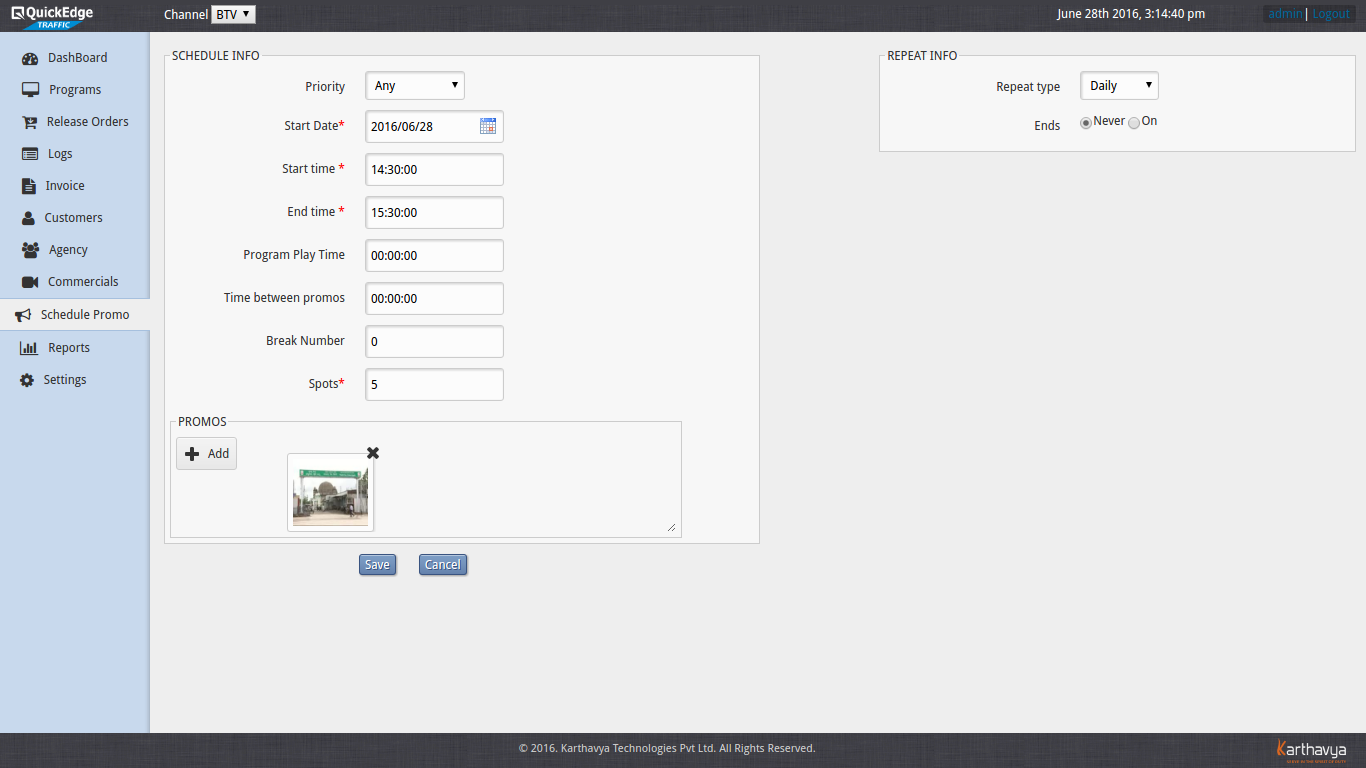 QuickEdge
TRAFFIC
Channel BTV
June 28th 2016, 3:14:40 pm
admin | Logout
DashBoard
Programs
Release Orders
Logs
Invoice
Customers
Agency
Commercials
Schedule Promo
Reports
Settings
SCHEDULE INFO
Priority Any
Start Date* 2016/06/28
Start time * 14:30:00
End time * 15:30:00
Program Play Time 00:00:00
Time between promos 00:00:00
Break Number 0
Spots* 5
PROMOS
Add
Save Cancel
REPEAT INFO
Repeat type Daily
Ends Never On
© 2016. Karthavya Technologies Pvt Ltd. All Rights Reserved.
Karthavya